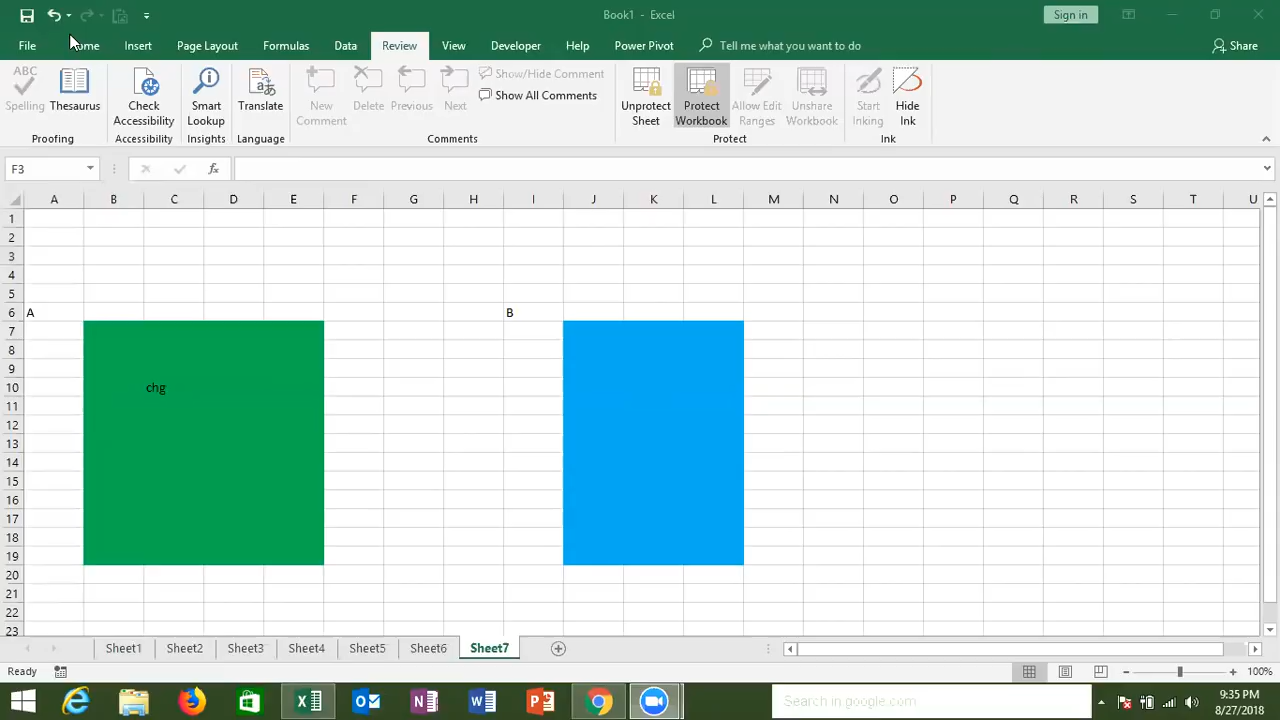 Book1 - Excel
Sign in
File Home Insert Page Layout Formulas Data Review View Developer Help Power Pivot Tell me what you want to do Share
ABC
Spelling Thesaurus Check Accessibility Smart Lookup Translate New Comment Delete Previous Next Show/Hide Comment Show All Comments Unprotect Sheet Protect Workbook Allow Edit Ranges Unshare Workbook Start Inking Hide Ink
Proofing Accessibility Insights Language Comments Protect Ink
F3 fx
A B C D E F G H I J K L M N O P Q R S T U
1
2
3
4
5
6 A B
7
8
9
10 chg
11
12
13
14
15
16
17
18
19
20
21
22
23
Sheet1 Sheet2 Sheet3 Sheet4 Sheet5 Sheet6 Sheet7
Ready 100%
Search in google.com 9:35 PM
8/27/2018